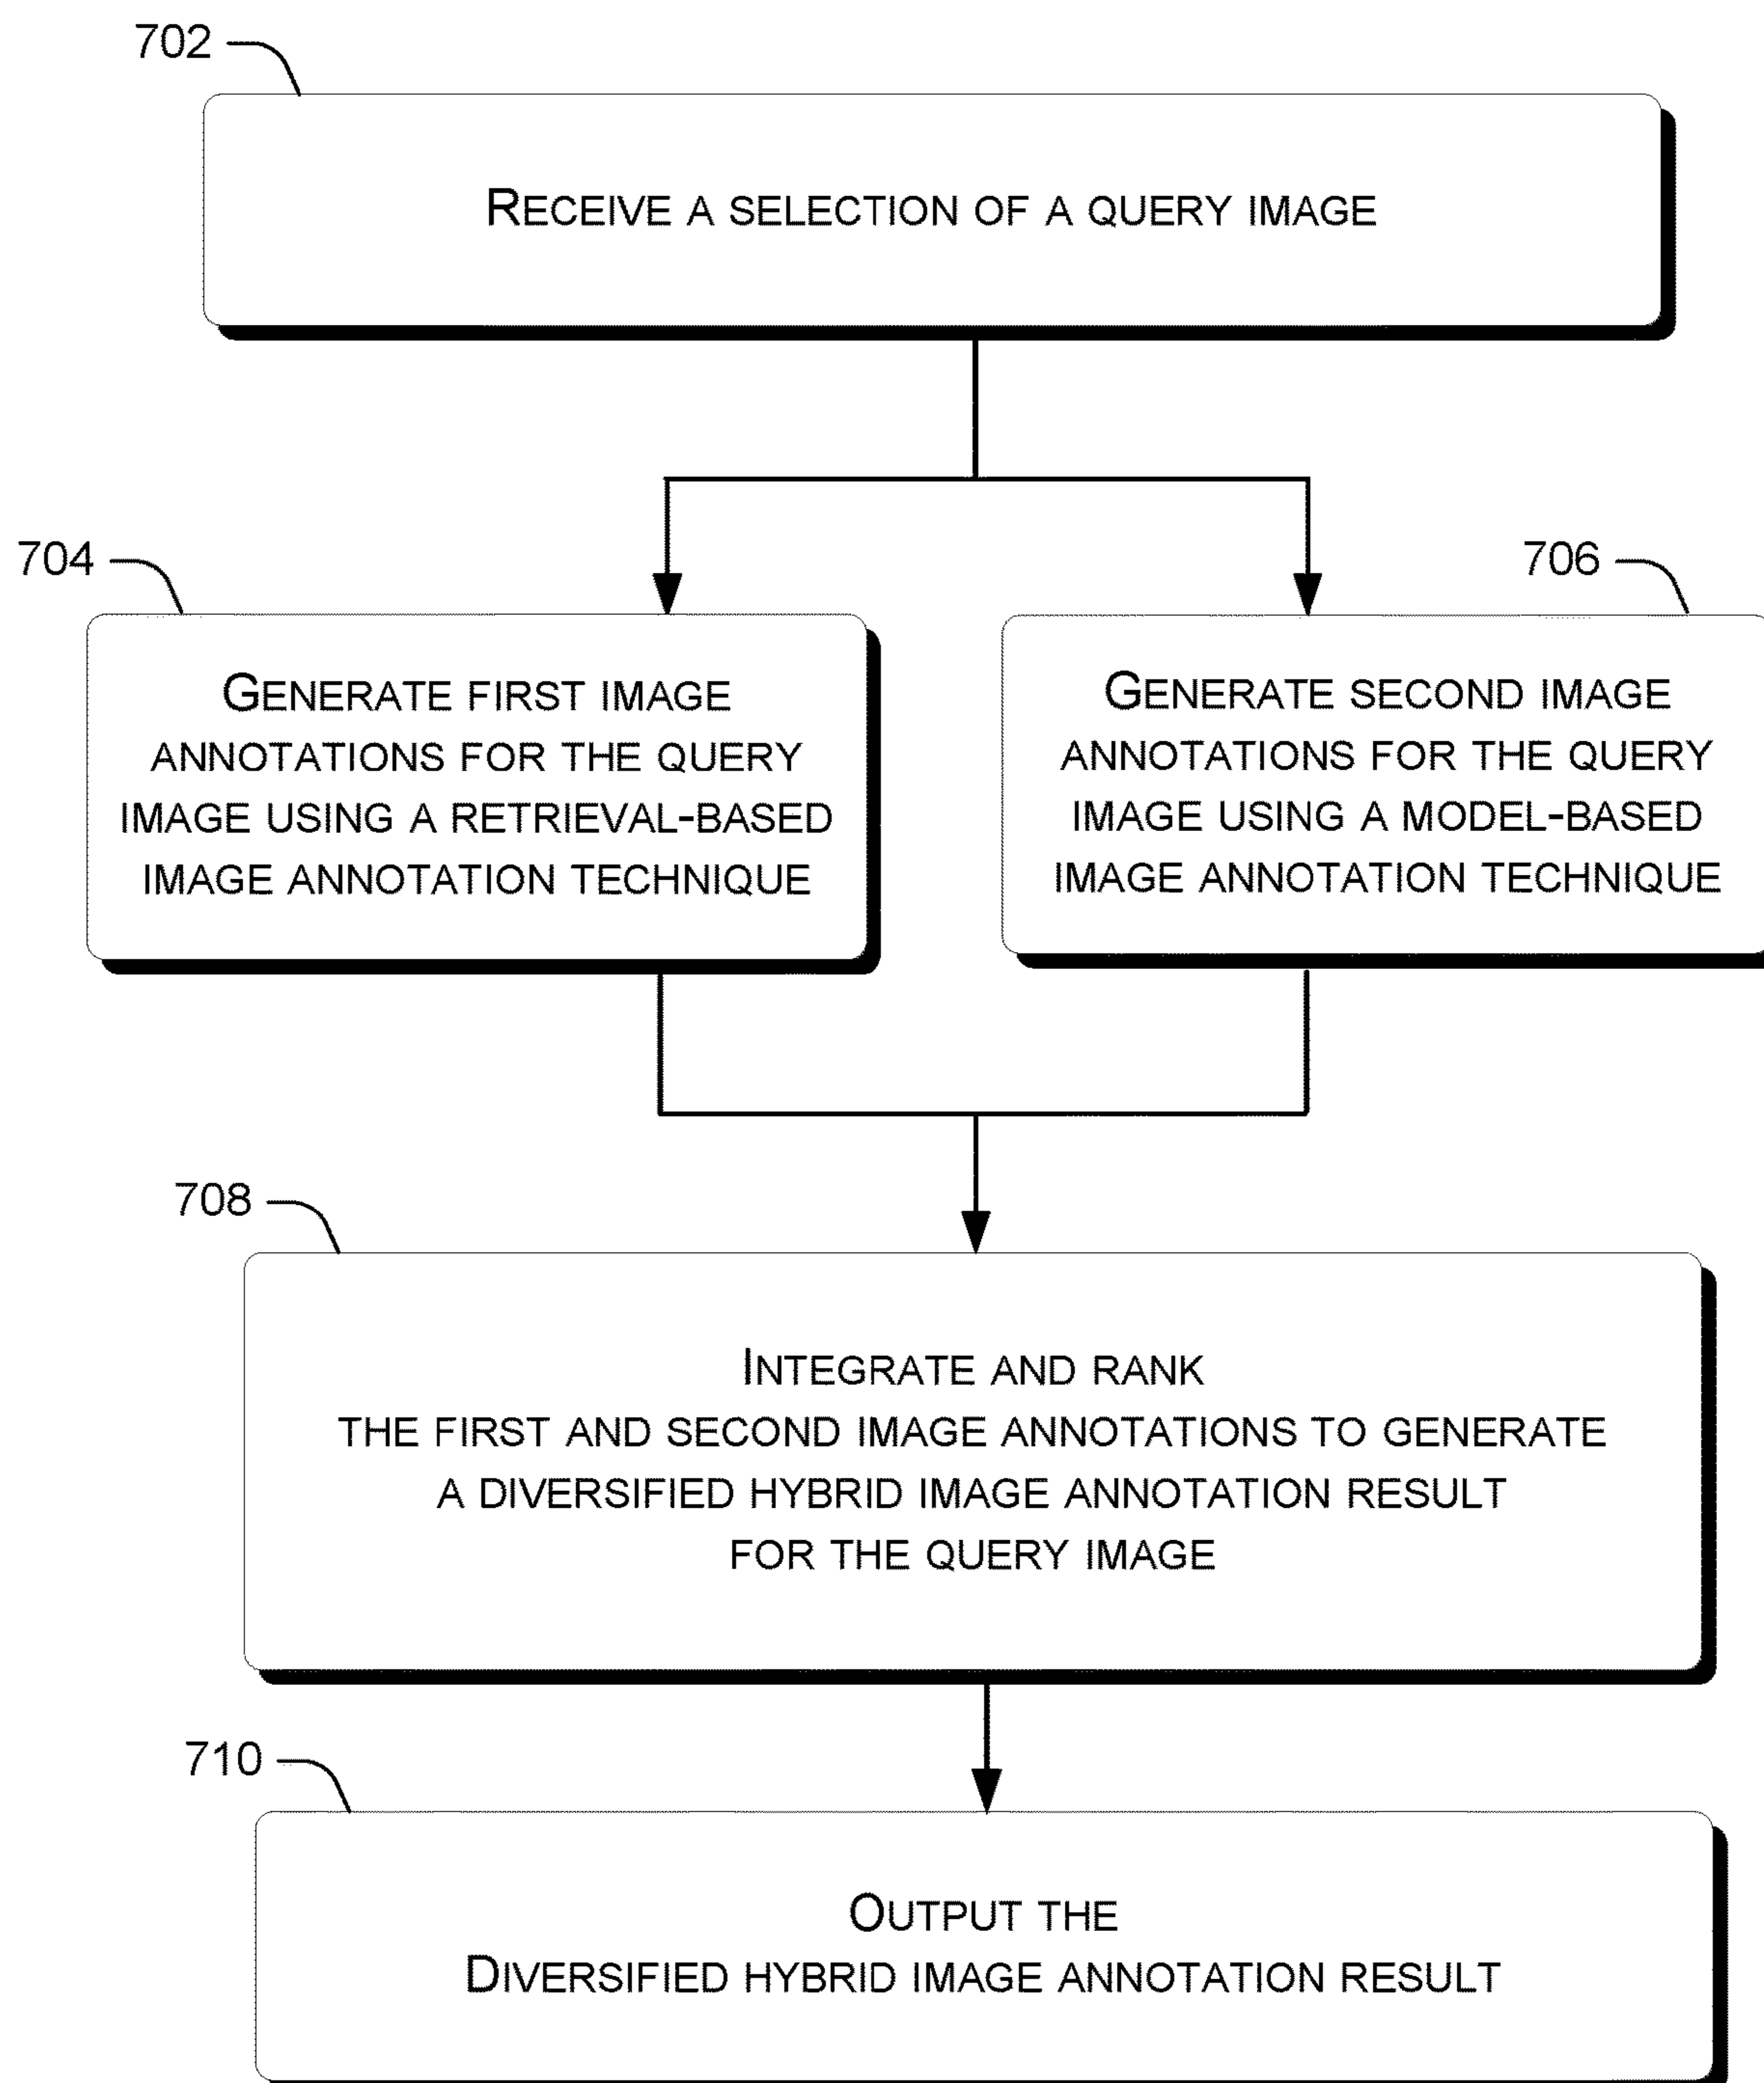 702
RECEIVE A SELECTION OF A QUERY IMAGE
704
706
GENERATE FIRST IMAGE
ANNOTATIONS FOR THE QUERY
IMAGE USING A RETRIEVAL-BASED
IMAGE ANNOTATION TECHNIQUE
GENERATE SECOND IMAGE
ANNOTATIONS FOR THE QUERY
IMAGE USING A MODEL-BASED
IMAGE ANNOTATION TECHNIQUE
708
INTEGRATE AND RANK
THE FIRST AND SECOND IMAGE ANNOTATIONS TO GENERATE
A DIVERSIFIED HYBRID IMAGE ANNOTATION RESULT
FOR THE QUERY IMAGE
710
OUTPUT THE
DIVERSIFIED HYBRID IMAGE ANNOTATION RESULT